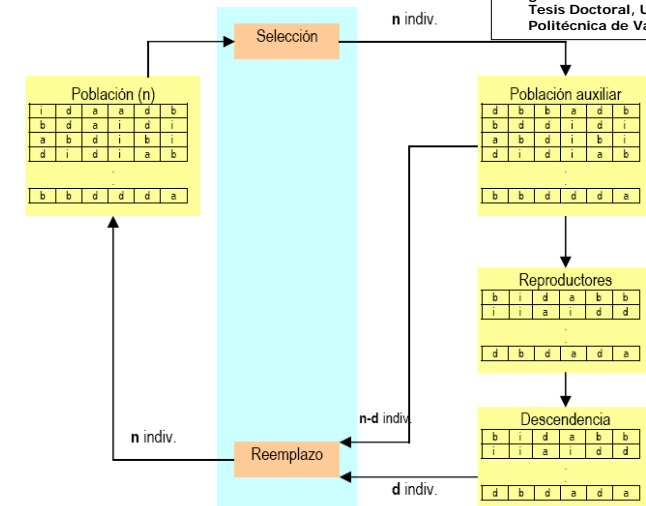 Tesis Doctoral, U
Politécnica de Va
n indiv.
Selección
Población (n)
i d a a d b
b d a i d i
a b d i b i
d i d i a b
.
.
b b d d d a
Población auxiliar
d b b a d b
b d d i d i
a b d i b i
d i d i a b
.
.
b b d d d a
Reproductores
b i d a b b
i i a i d d
.
.
d b d a d a
n-d indiv.
n indiv.
Reemplazo
Descendencia
b i d a b b
i i a i d d
.
.
d b d a d a
d indiv.